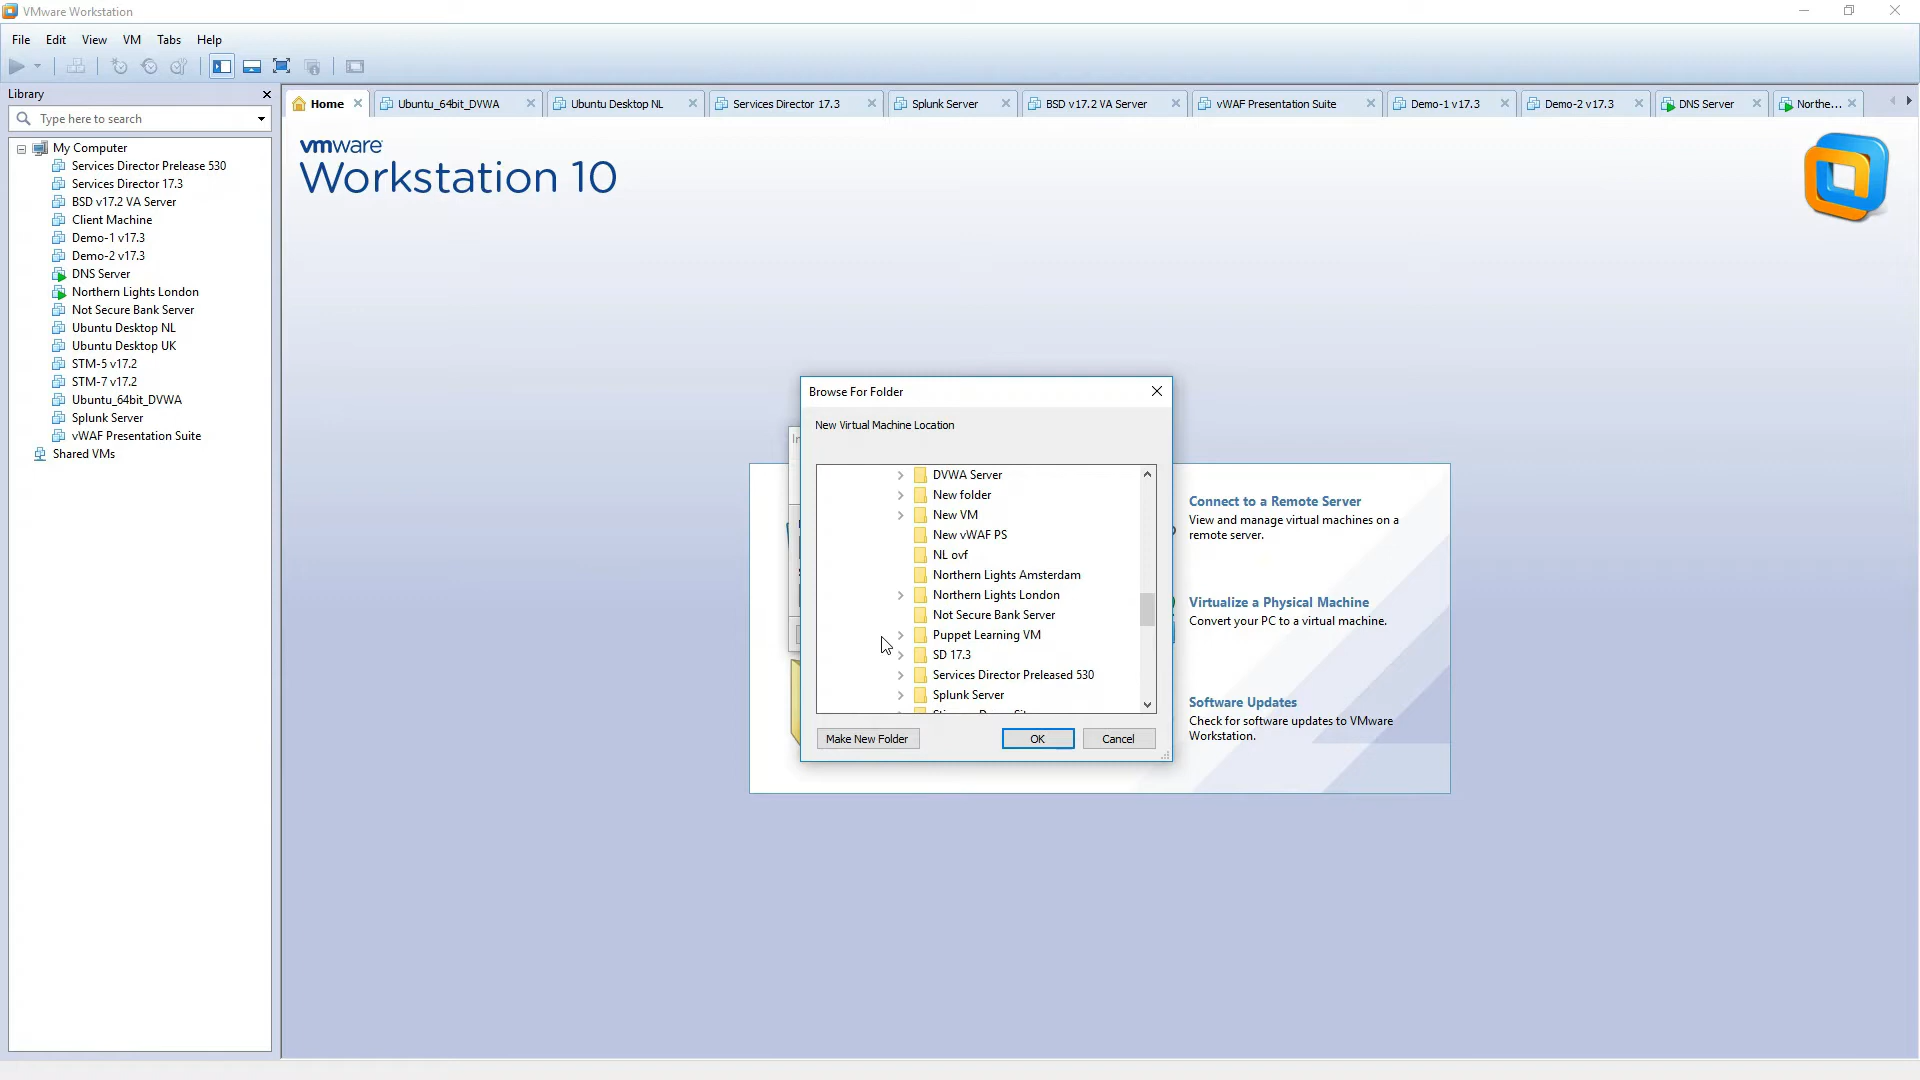 VMware Workstation
File Edit View VM Tabs Help
Library
Type here to search
My Computer
Services Director Prelease 530
Services Director 17.3
BSD v17.2 VA Server
Client Machine
Demo-1 v17.3
Demo-2 v17.3
DNS Server
Northern Lights London
Not Secure Bank Server
Ubuntu Desktop NL
Ubuntu Desktop UK
STM-5 v17.2
STM-7 v17.2
Ubuntu_64bit_DVWA
Splunk Server
vWAF Presentation Suite
Shared VMs
Home Ubuntu_64bit_DVWA Ubuntu Desktop NL Services Director 17.3 Splunk Server BSD v17.2 VA Server vWAF Presentation Suite Demo-1 v17.3 Demo-2 v17.3 DNS Server Northe...
vmware
Workstation 10
Browse For Folder
New Virtual Machine Location
DVWA Server
New folder
New VM
New vWAF PS
NL ovf
Northern Lights Amsterdam
Northern Lights London
Not Secure Bank Server
Puppet Learning VM
SD 17.3
Services Director Preleased 530
Splunk Server
Make New Folder OK Cancel
Connect to a Remote Server
View and manage virtual machines on a
remote server.
Virtualize a Physical Machine
Convert your PC to a virtual machine.
Software Updates
Check for software updates to VMware
Workstation.